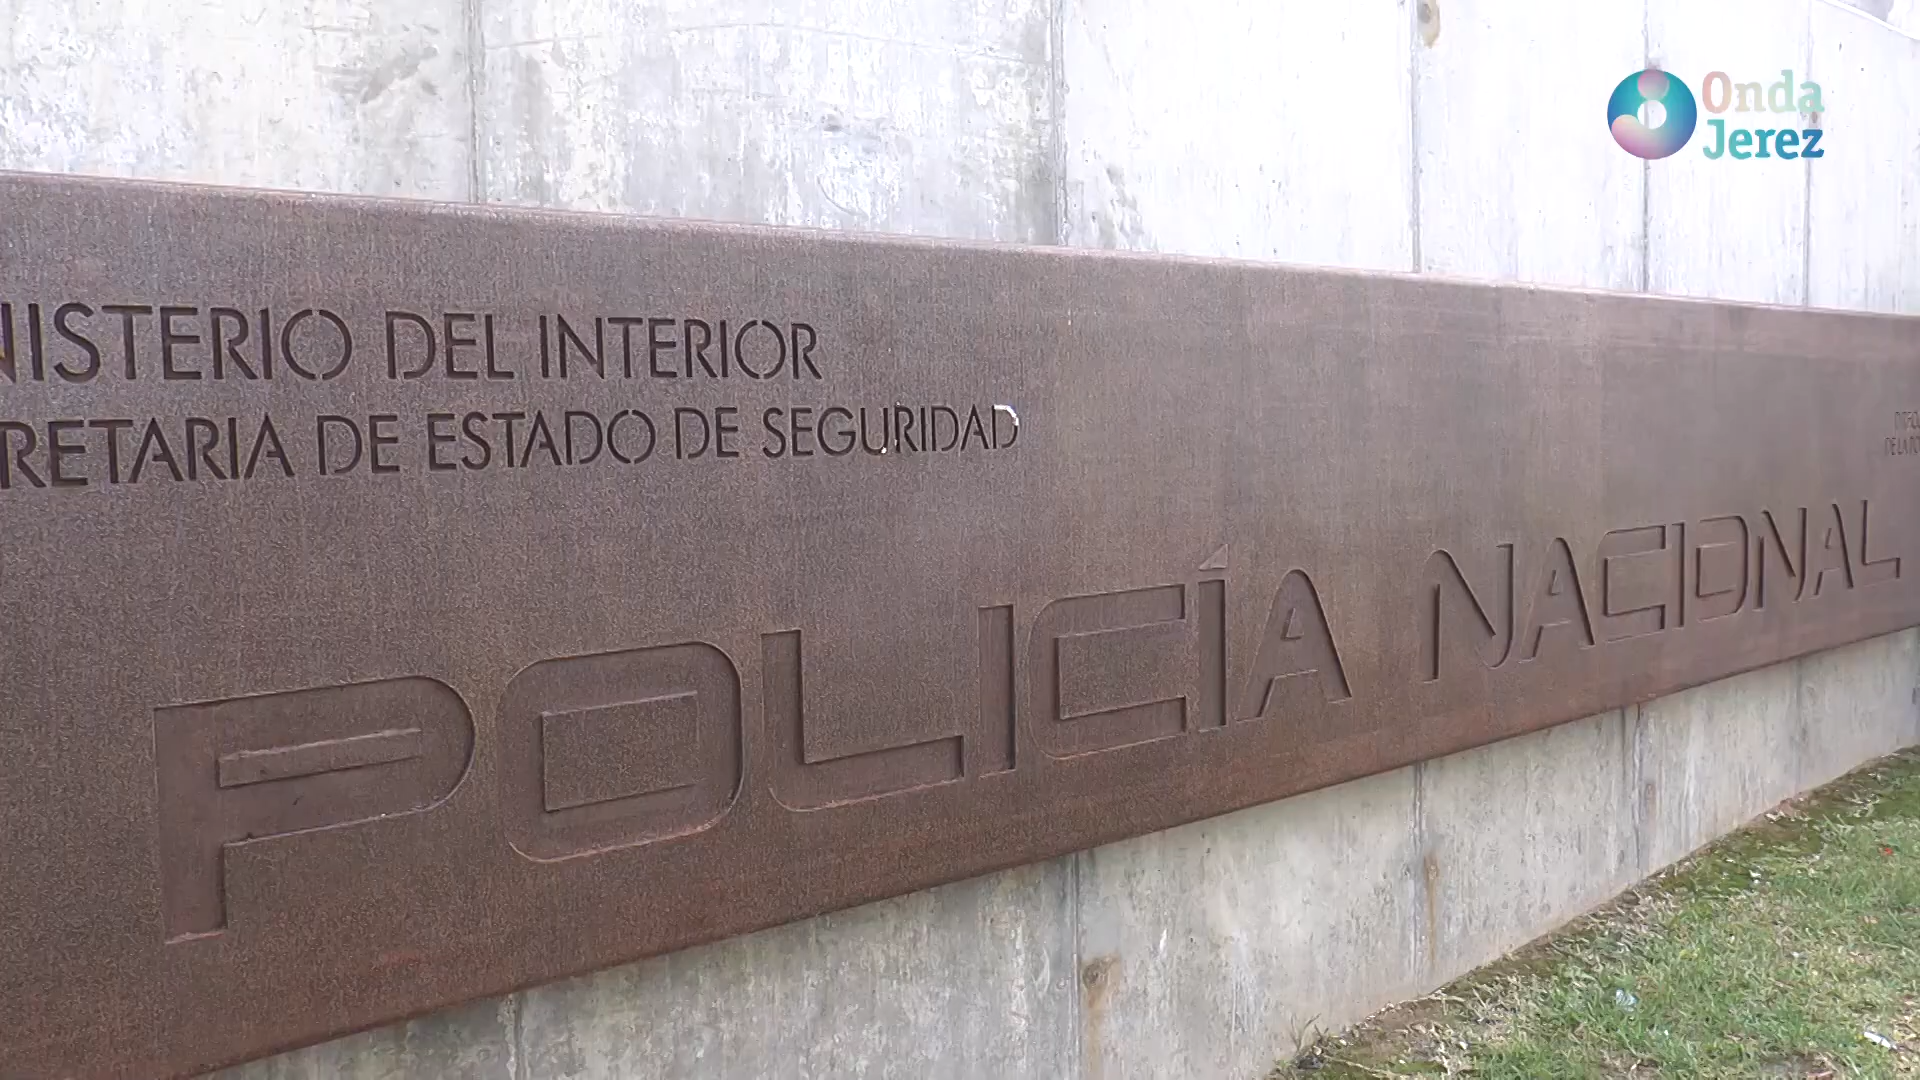 Onda
Jerez
NISTERIO DEL INTERIOR
RETARIA DE ESTADO DE SEGURIDAD
POLICÍA NACIONAL